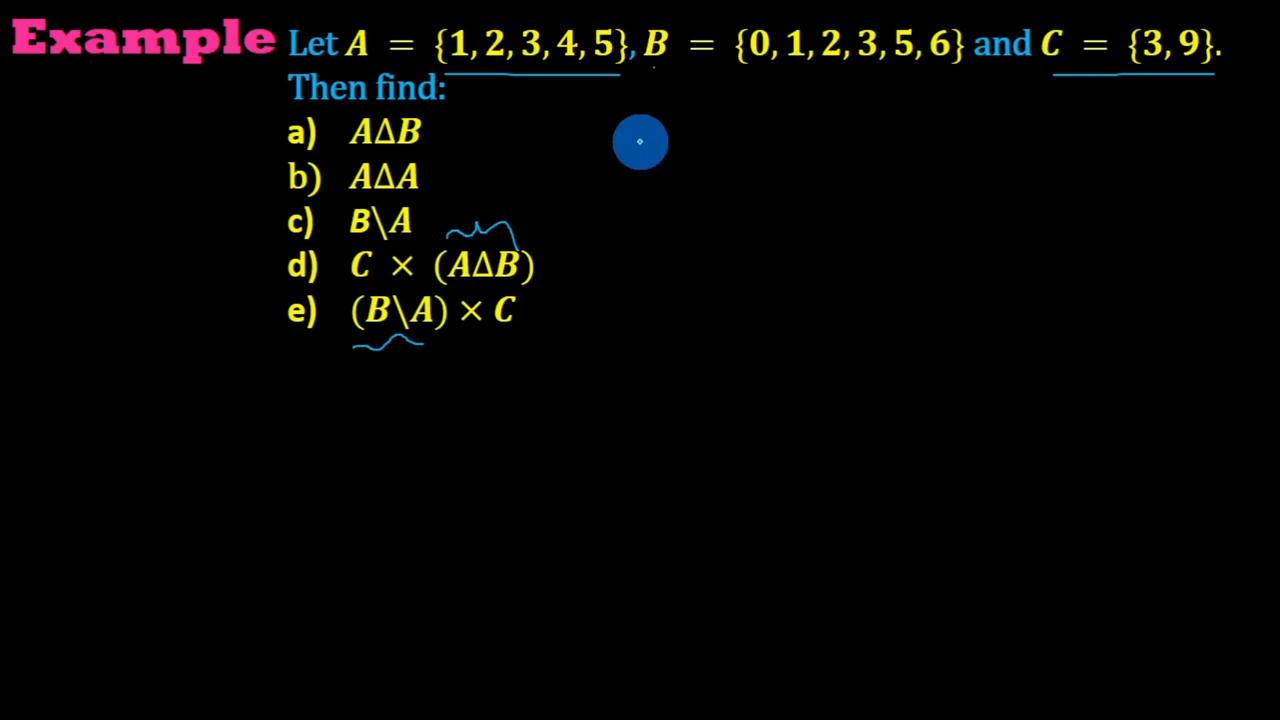 Example Let A = {1, 2, 3, 4, 5}, B = {0, 1, 2, 3, 5, 6} and C = {3, 9}.
Then find:
a) AΔB
b) AΔA
c) B\A
d) C × (AΔB)
e) (B\A) × C